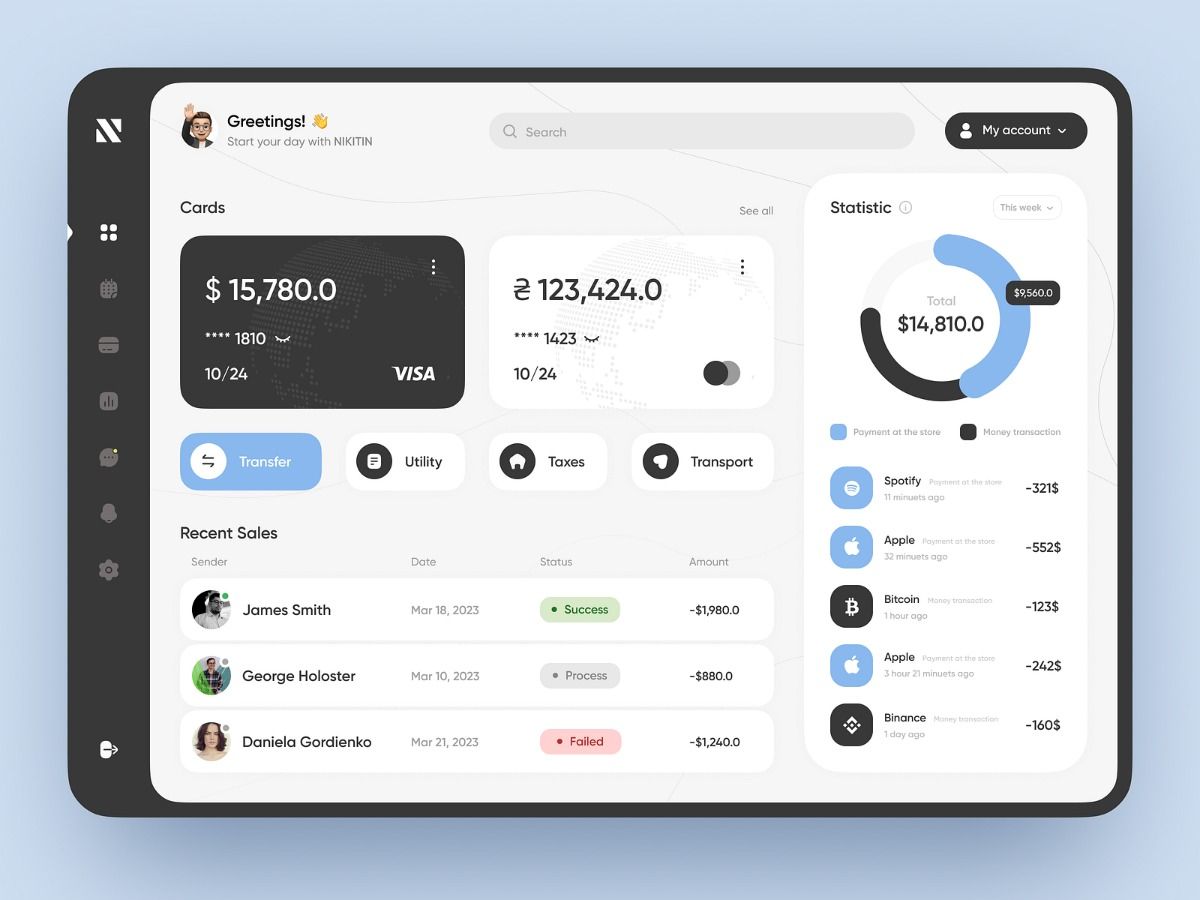 Greetings! 👋
Start your day with NIKITIN
Search
My account
Cards
See all
$ 15,780.0
**** 1810
10/24
VISA
₴ 123,424.0
**** 1423
10/24
Transfer
Utility
Taxes
Transport
Recent Sales
Sender Date Status Amount
James Smith Mar 18, 2023 Success -$1,980.0
George Holoster Mar 10, 2023 Process -$880.0
Daniela Gordienko Mar 21, 2023 Failed -$1,240.0
Statistic
This week
$9,560.0
Total
$14,810.0
Payment at the store
Money transaction
Spotify Payment at the store
11 minuets ago
-321$
Apple Payment at the store
32 minuets ago
-552$
Bitcoin Money transaction
1 hour ago
-123$
Apple Payment at the store
3 hour 21 minuets ago
-242$
Binance Money transaction
1 day ago
-160$